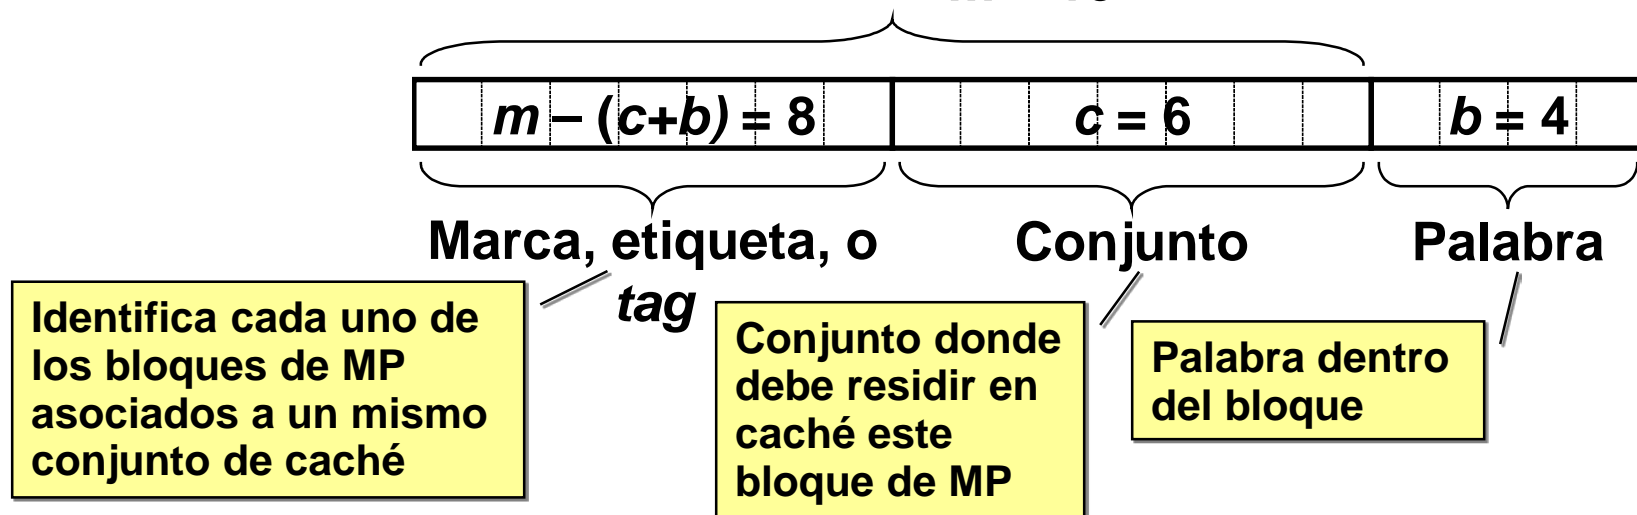 m – (c+b) = 8
c = 6
b = 4
Marca, etiqueta, o
tag
Conjunto
Palabra
Identifica cada uno de
los bloques de MP
asociados a un mismo
conjunto de caché
Conjunto donde
debe residir en
caché este
bloque de MP
Palabra dentro
del bloque